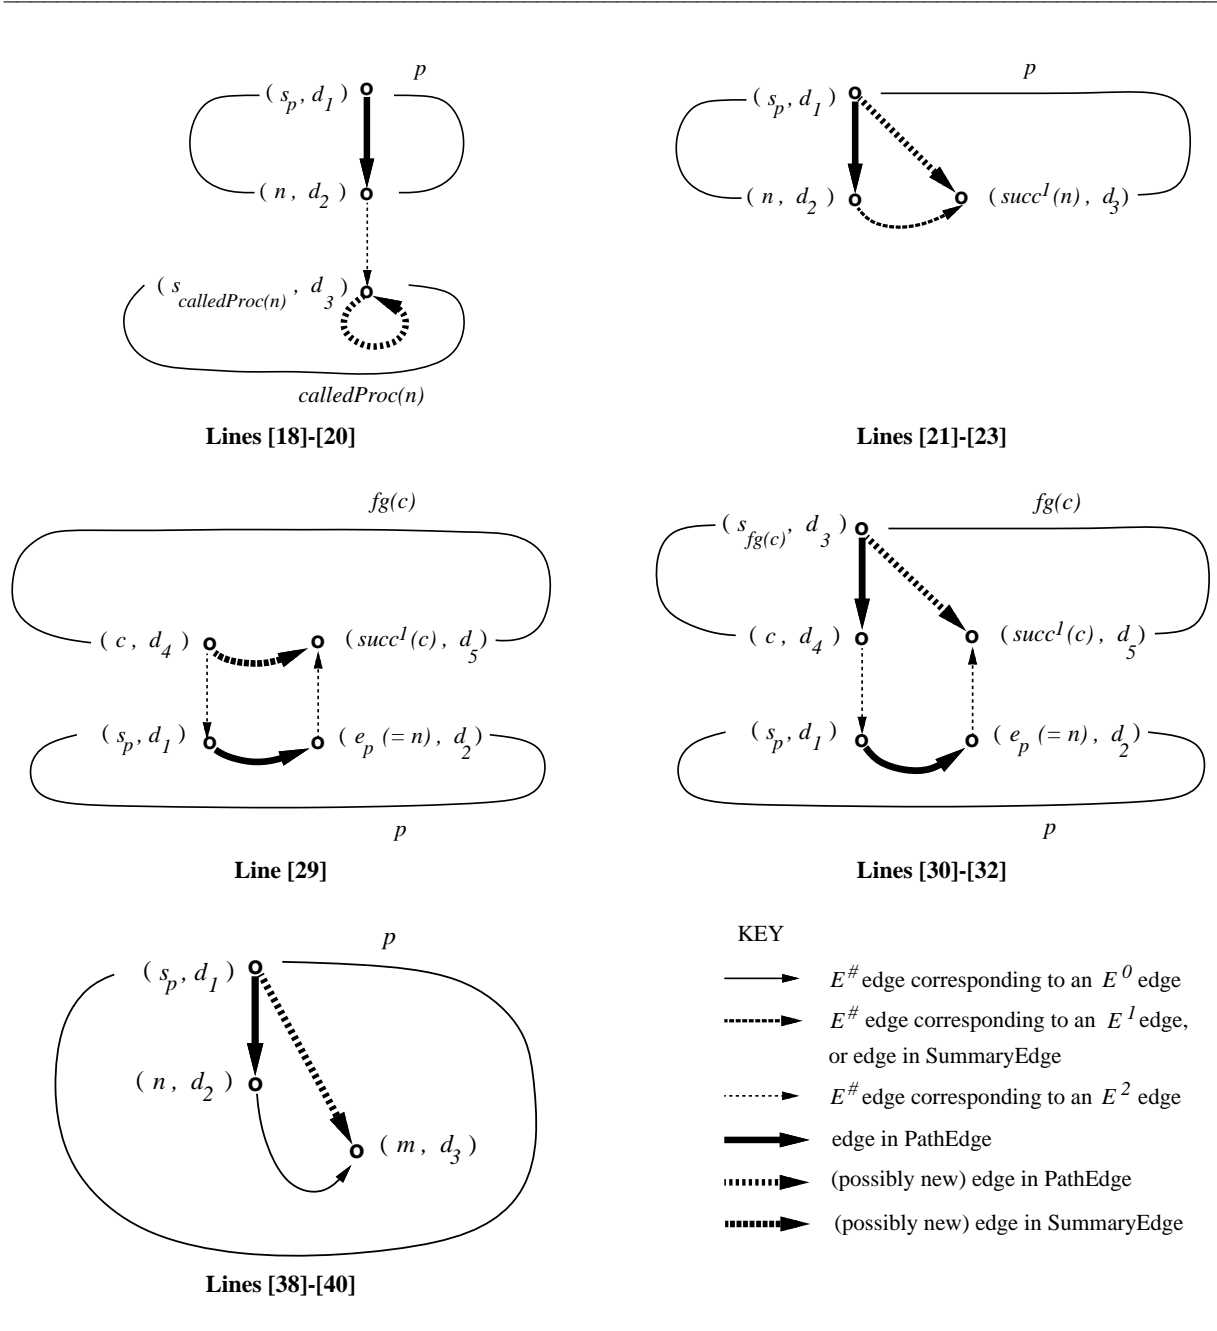 p
( s_p , d_1 )
( n , d_2 )
( s_calledProc(n) , d_3 )
calledProc(n)
Lines [18]-[20]
p
( s_p , d_1 )
( n , d_2 )
( succ^1(n) , d_3 )
Lines [21]-[23]
fg(c)
( c , d_4 )
( succ^1(c) , d_5 )
( s_p , d_1 )
( e_p (= n) , d_2 )
p
Line [29]
fg(c)
( s_fg(c) , d_3 )
( c , d_4 )
( succ^1(c) , d_5 )
( s_p , d_1 )
( e_p (= n) , d_2 )
p
Lines [30]-[32]
p
( s_p , d_1 )
( n , d_2 )
( m , d_3 )
Lines [38]-[40]
KEY
E^# edge corresponding to an E^0 edge
E^# edge corresponding to an E^1 edge,
or edge in SummaryEdge
E^# edge corresponding to an E^2 edge
edge in PathEdge
(possibly new) edge in PathEdge
(possibly new) edge in SummaryEdge